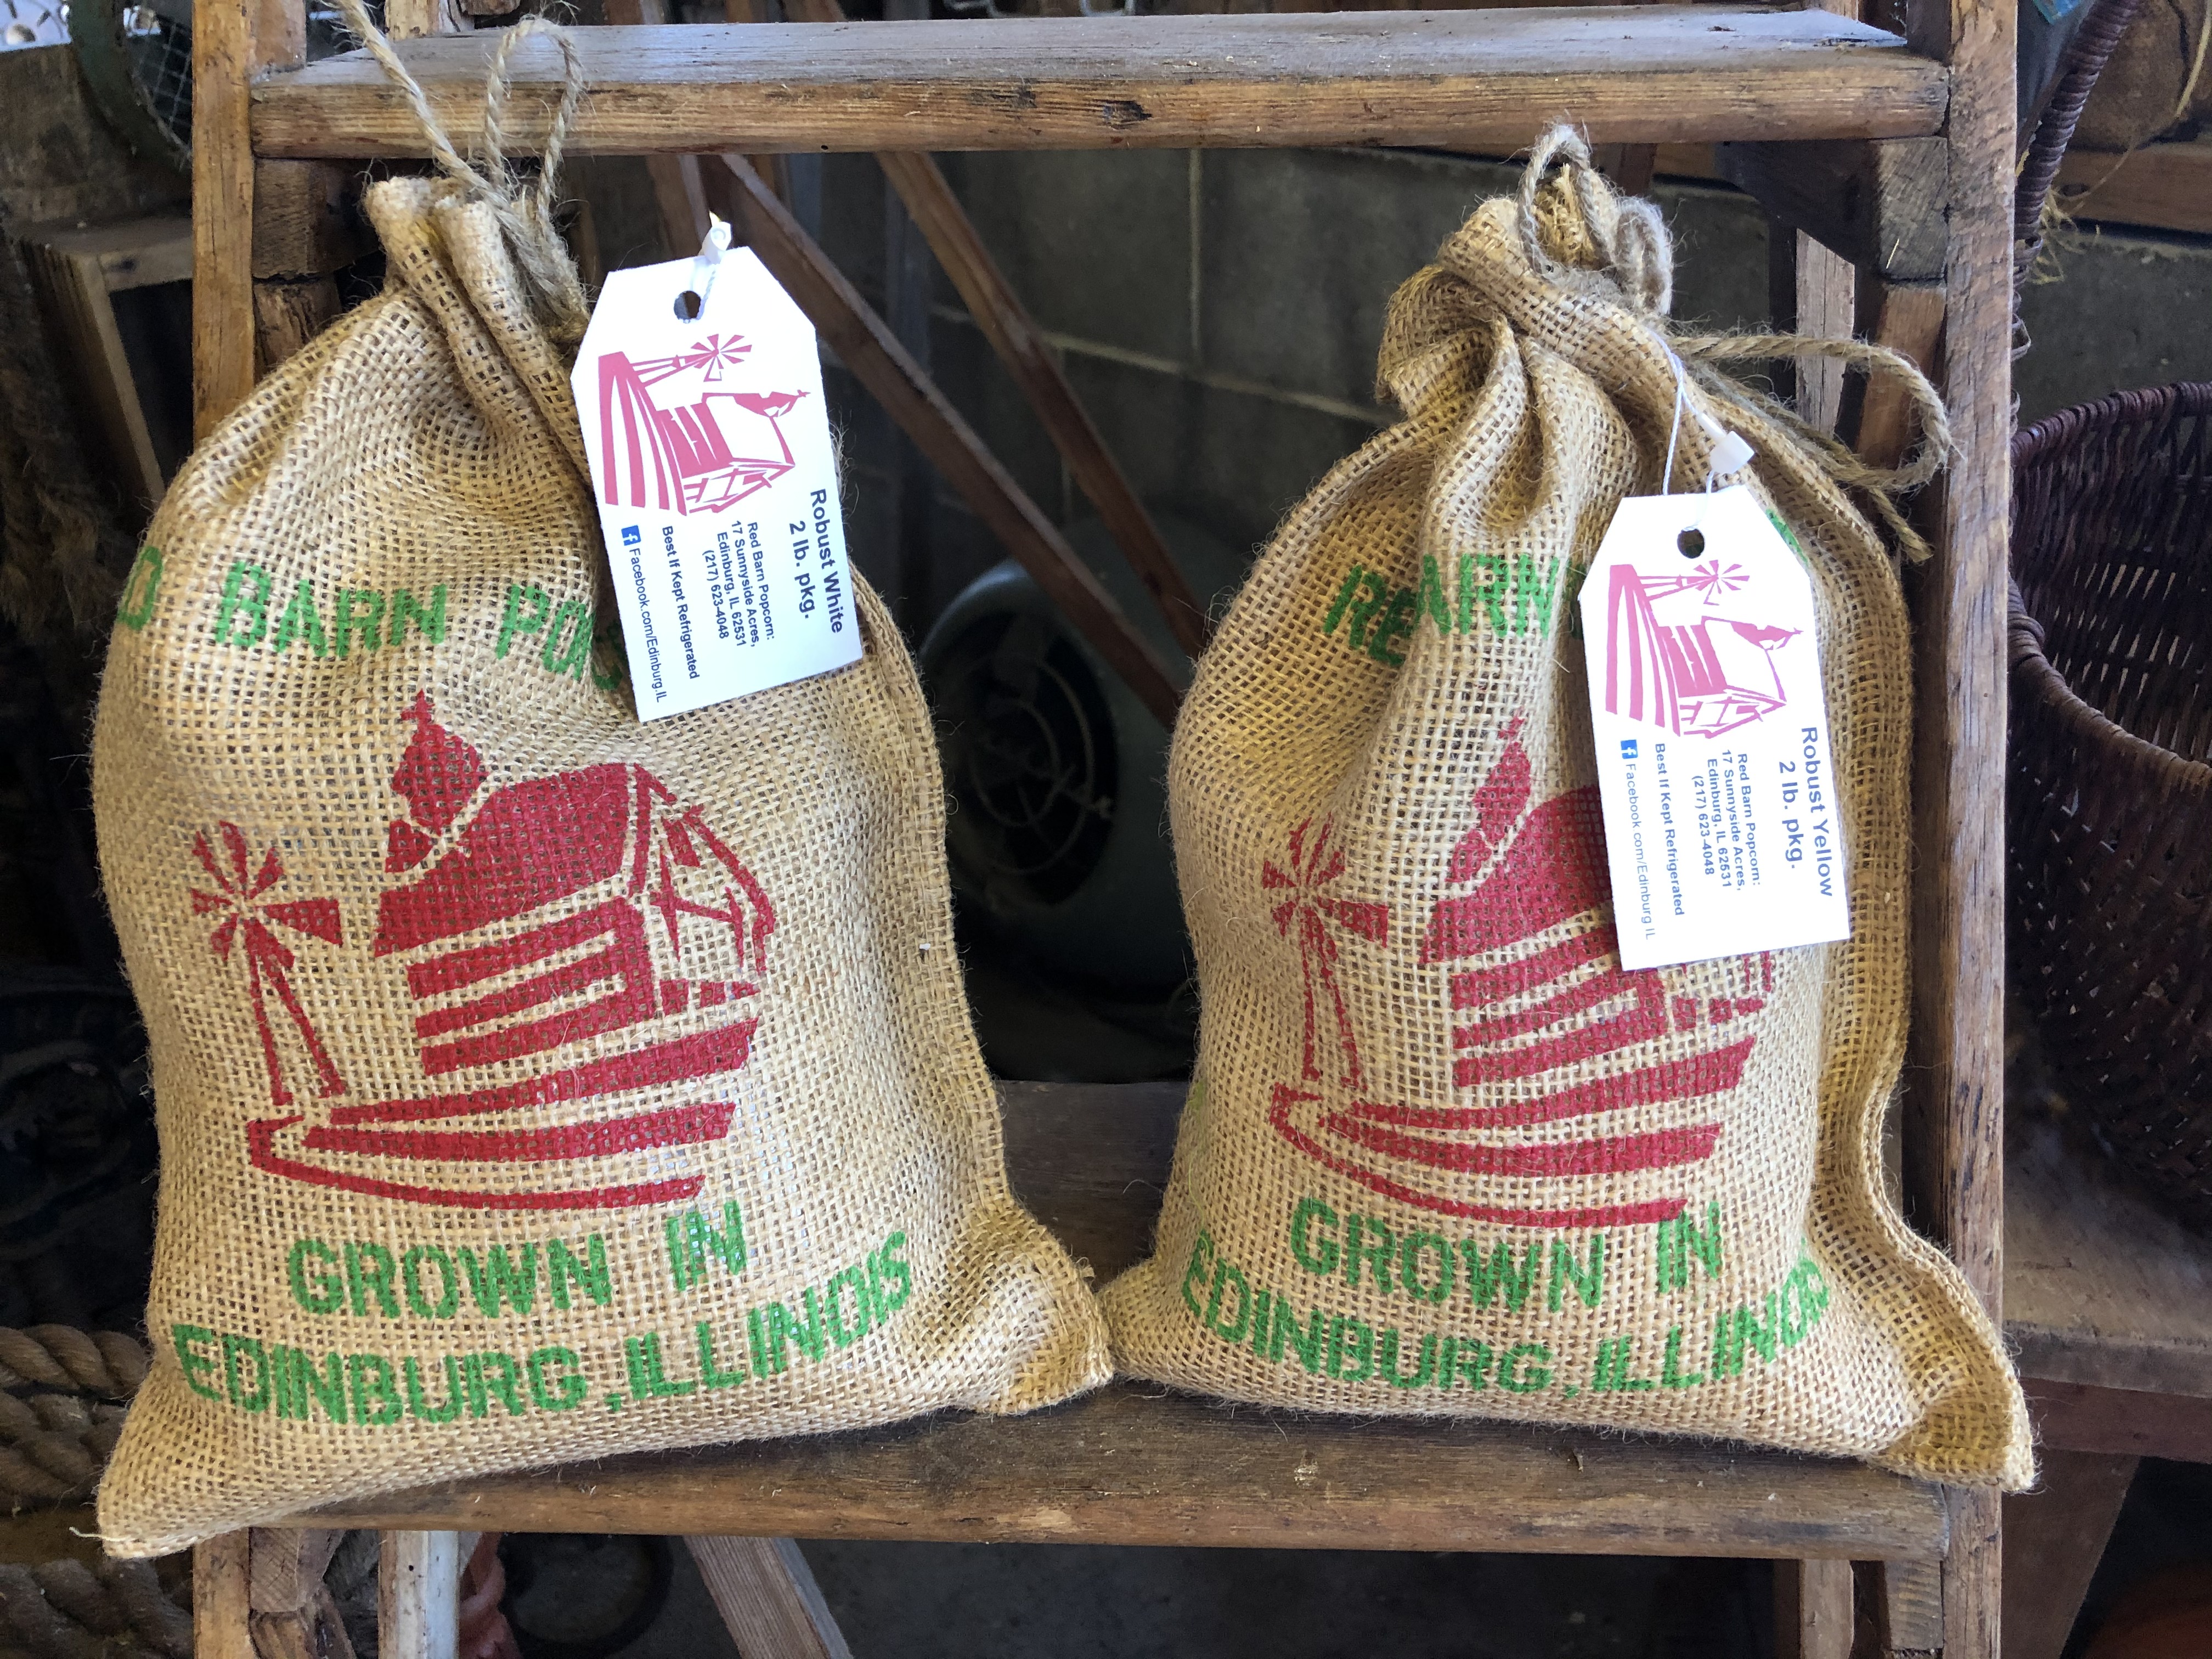 BARN
GROWN IN
EDINBURG, ILLINOIS
Robust White
2 lb. pkg.
Red Barn Popcorn:
17 Sunnyside Acres,
Edinburg, IL 62531
(217) 623-4048
Best If Kept Refrigerated
Facebook.com/Edinburg.IL
GROWN IN
EDINBURG, ILLINOIS
Robust Yellow
2 lb. pkg.
Red Barn Popcorn:
17 Sunnyside Acres,
Edinburg, IL 62531
(217) 623-4048
Best If Kept Refrigerated
Facebook.com/Edinburg.IL